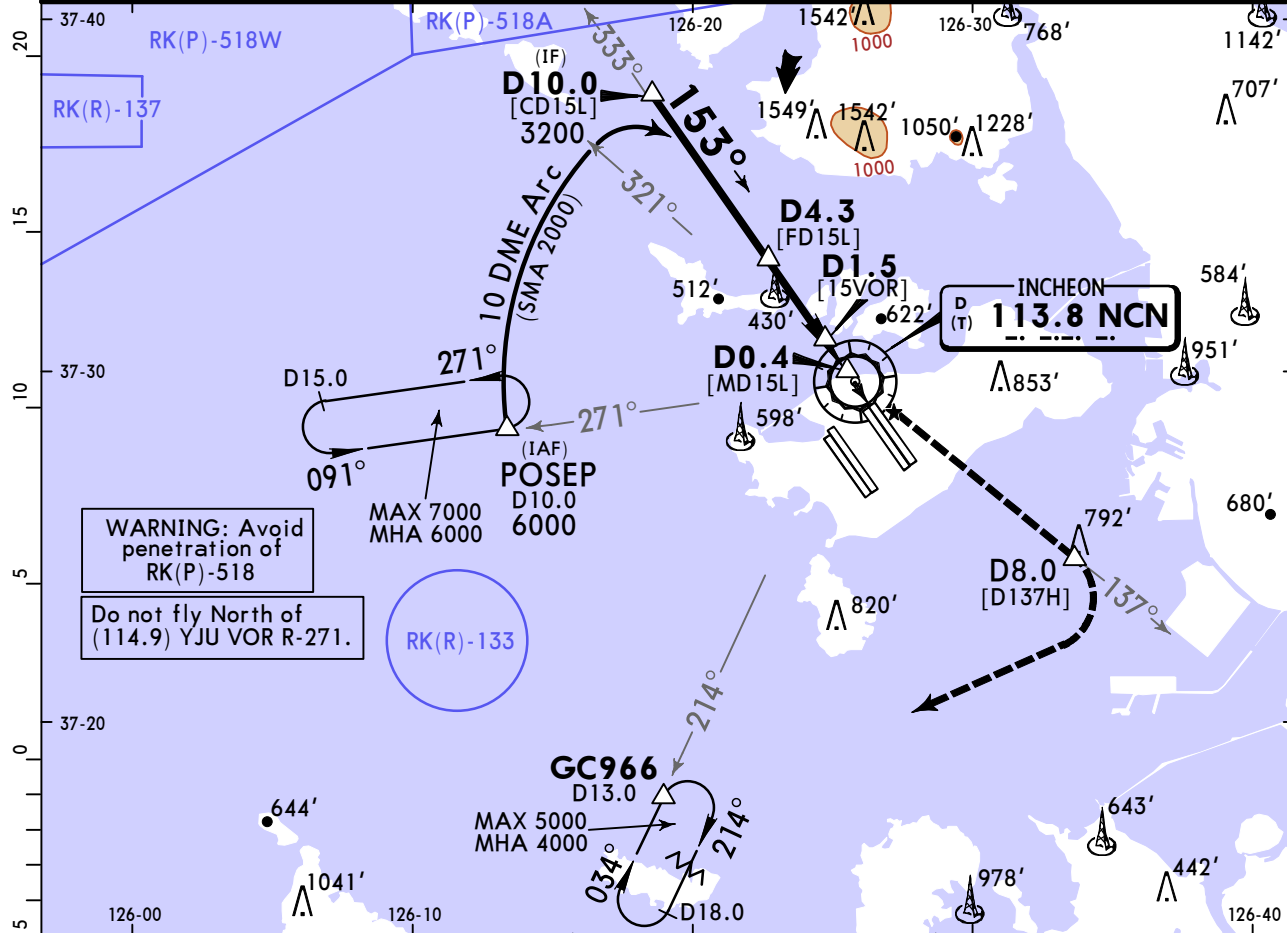 37-40
RK(P)-518W
RK(P)-518A
126-20
1542'
1000
126-30
768'
1142'
20
333°
(IF)
D10.0
[CD15L]
3200
153°
RK(R)-137
1549'
1542'
1000
1050'
1228'
707'
321°
10 DME Arc
(SMA 2000)
15
D4.3
[FD15L]
D1.5
[15VOR]
512'
430'
622'
INCHEON
D
(T)
113.8 NCN
584'
D0.4
[MD15L]
951'
37-30
D15.0
271°
853'
10
271°
598'
091°
(IAF)
POSEP
D10.0
6000
MAX 7000
MHA 6000
680'
WARNING: Avoid
penetration of
RK(P)-518
792'
D8.0
[D137H]
137°
5
Do not fly North of
(114.9) YJU VOR R-271.
RK(R)-133
820'
214°
37-20
0
GC966
D13.0
MAX 5000
MHA 4000
214°
034°
D18.0
644'
1041'
643'
442'
978'
5
126-00
126-10
126-40